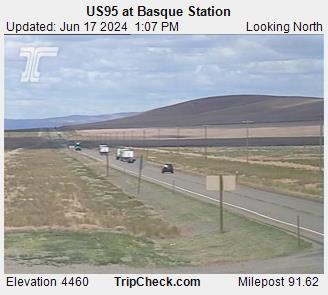 US95 at Basque Station
Updated: Jun 17 2024 1:07 PM Looking North
Elevation 4460 TripCheck.com Milepost 91.62